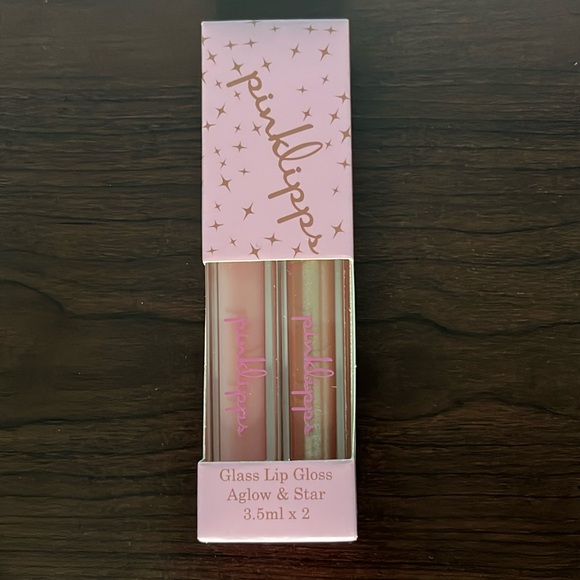 pinklipps
pinklipps
pinklipps
Glass Lip Gloss
Aglow & Star
3.5ml x 2